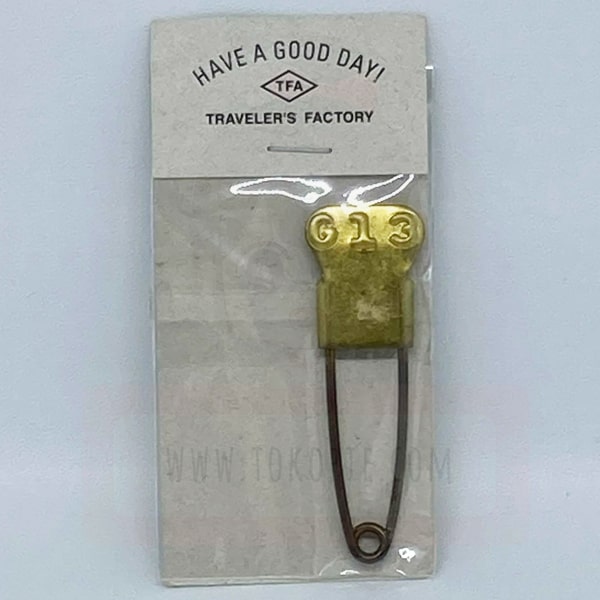 HAVE A GOOD DAY!
TFA
TRAVELER'S FACTORY
G13